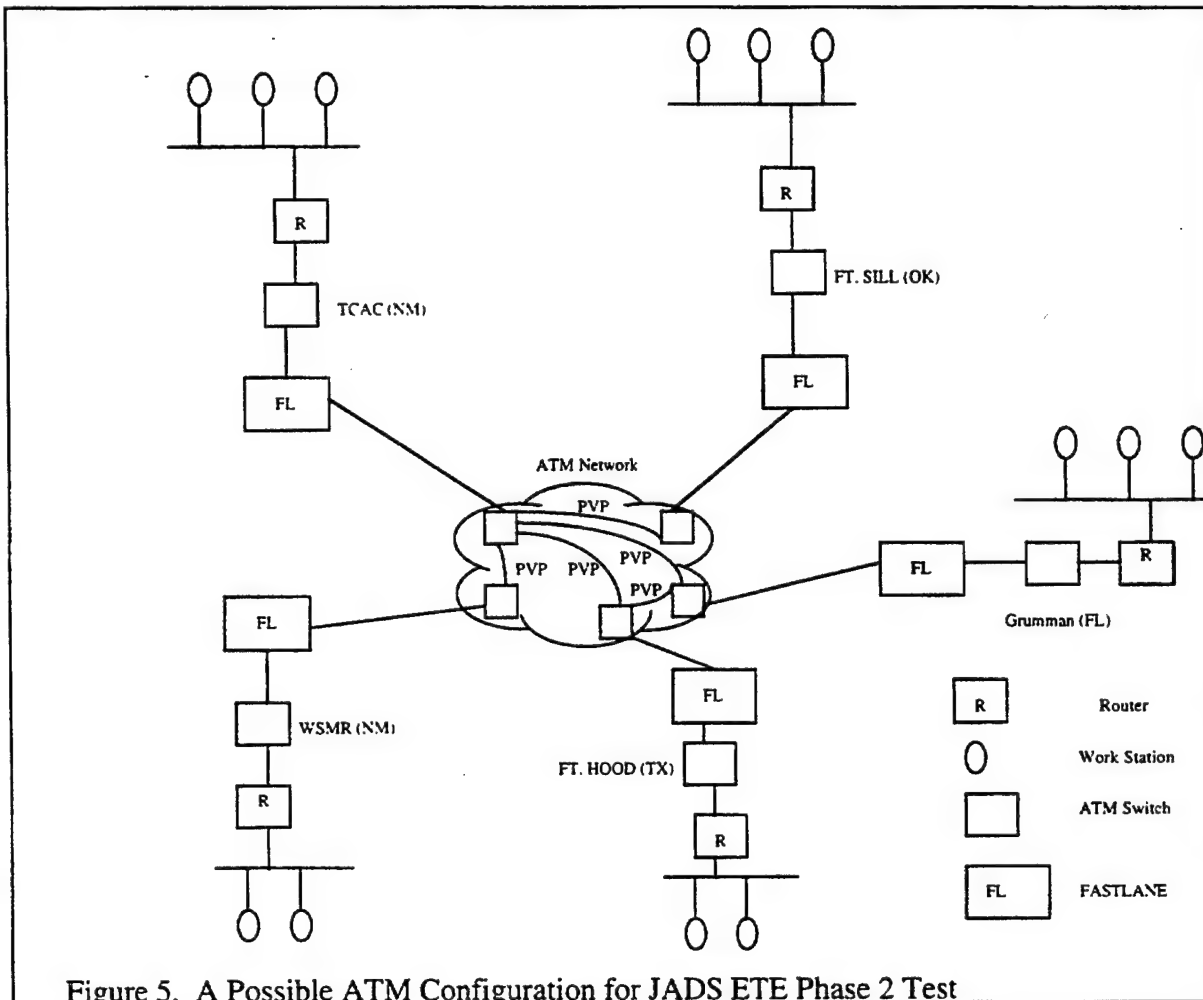 R
TCAC (NM)
FL
R
FT. SILL (OK)
FL
ATM Network
PVP
PVP
PVP
PVP
PVP
FL
R
Grumman (FL)
FL
WSMR (NM)
R
FL
FT. HOOD (TX)
R
R Router
Work Station
ATM Switch
FL FASTLANE
Figure 5. A Possible ATM Configuration for JADS ETE Phase 2 Test